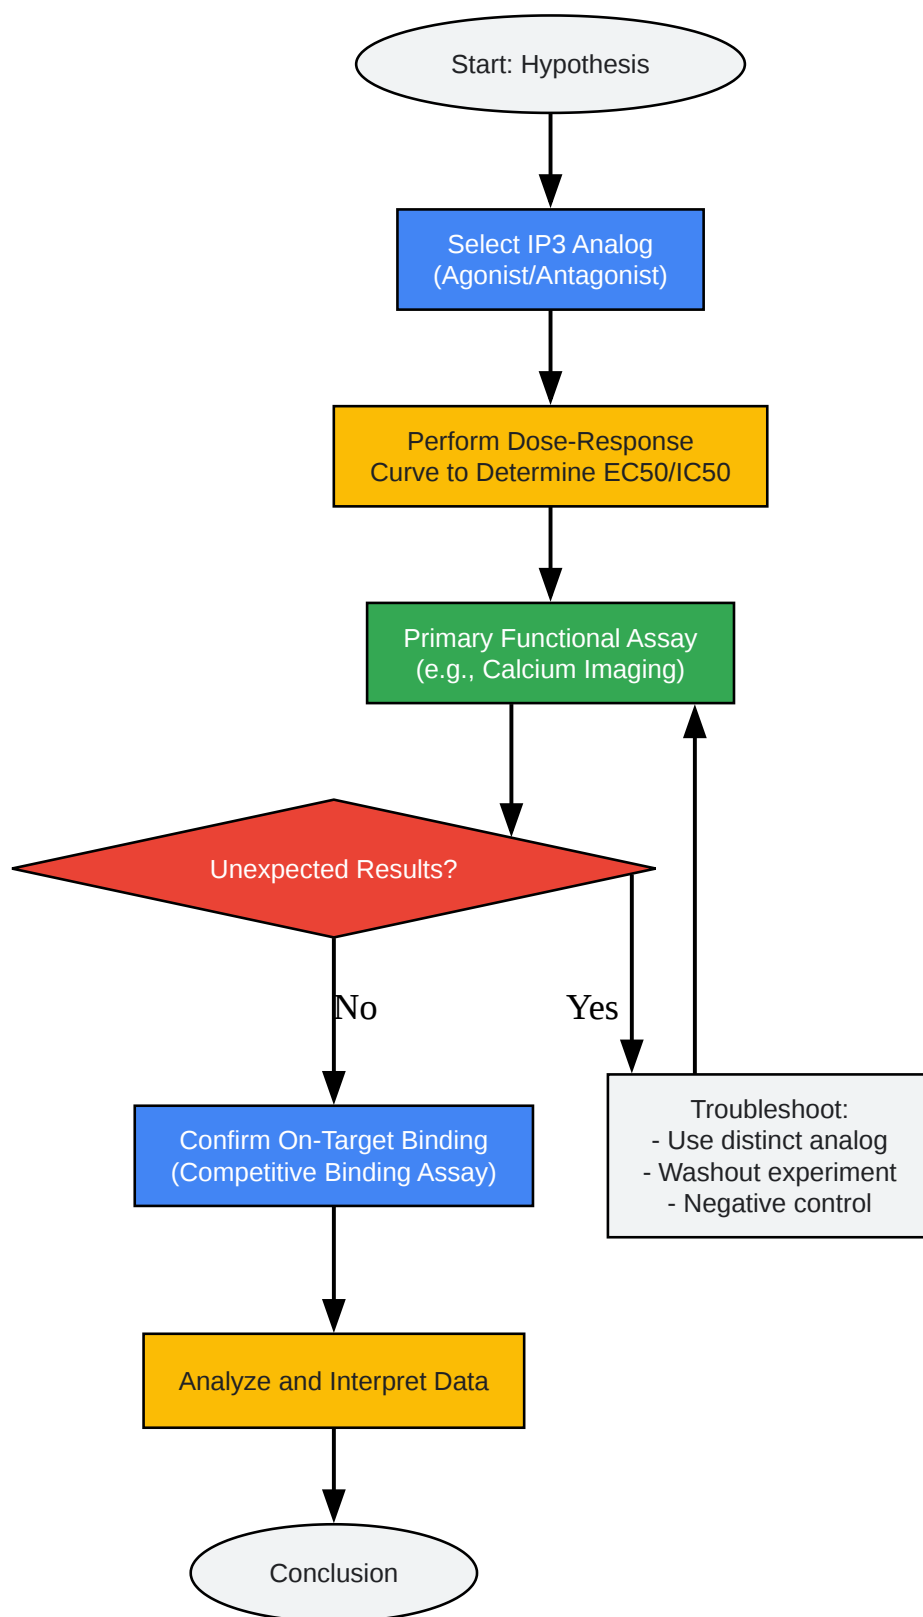 Start: Hypothesis
Select IP3 Analog
(Agonist/Antagonist)
Perform Dose-Response
Curve to Determine EC50/IC50
Primary Functional Assay
(e.g., Calcium Imaging)
Unexpected Results?
No
Yes
Troubleshoot:
- Use distinct analog
- Washout experiment
- Negative control
Confirm On-Target Binding
(Competitive Binding Assay)
Analyze and Interpret Data
Conclusion